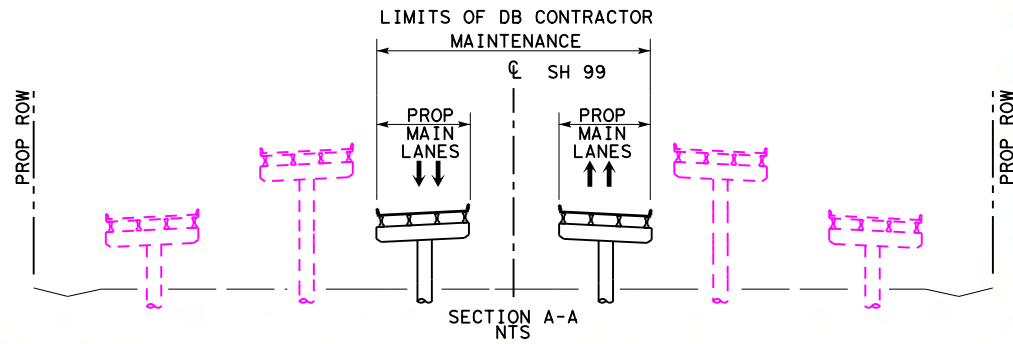 LIMITS OF DB CONTRACTOR
MAINTENANCE
℄ SH 99
PROP ROW
PROP
MAIN
LANES
PROP
MAIN
LANES
PROP ROW
SECTION A-A
NTS